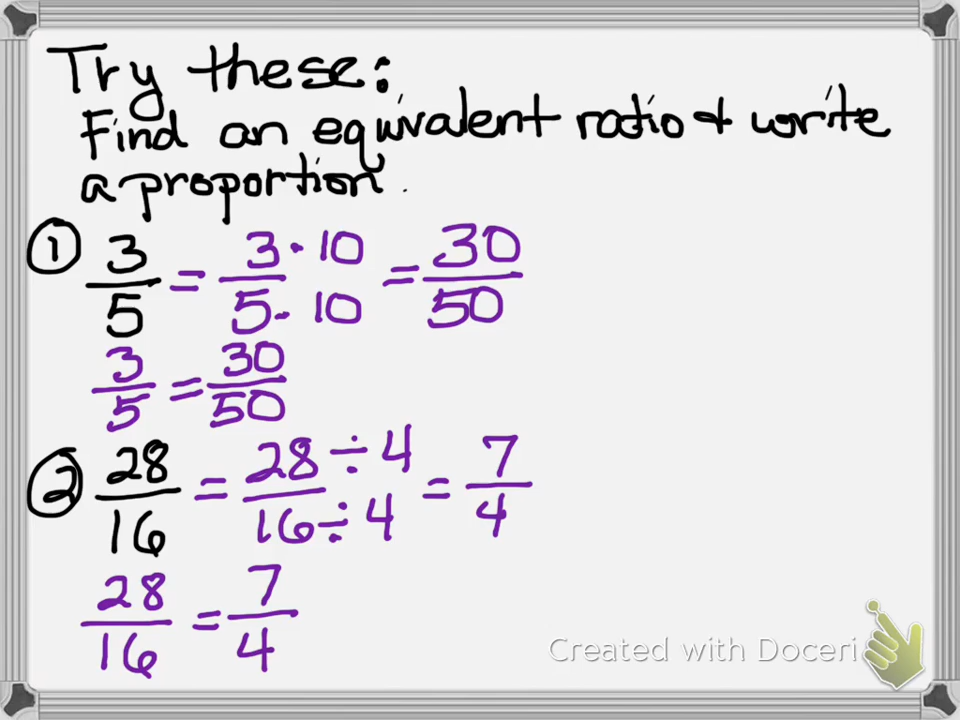 Try these:
Find an equivalent ratio & write
a proportion.
① 3/5 = 3 · 10 / 5 · 10 = 30/50
3/5 = 30/50
② 28/16 = 28 ÷ 4 / 16 ÷ 4 = 7/4
28/16 = 7/4
Created with Doceri